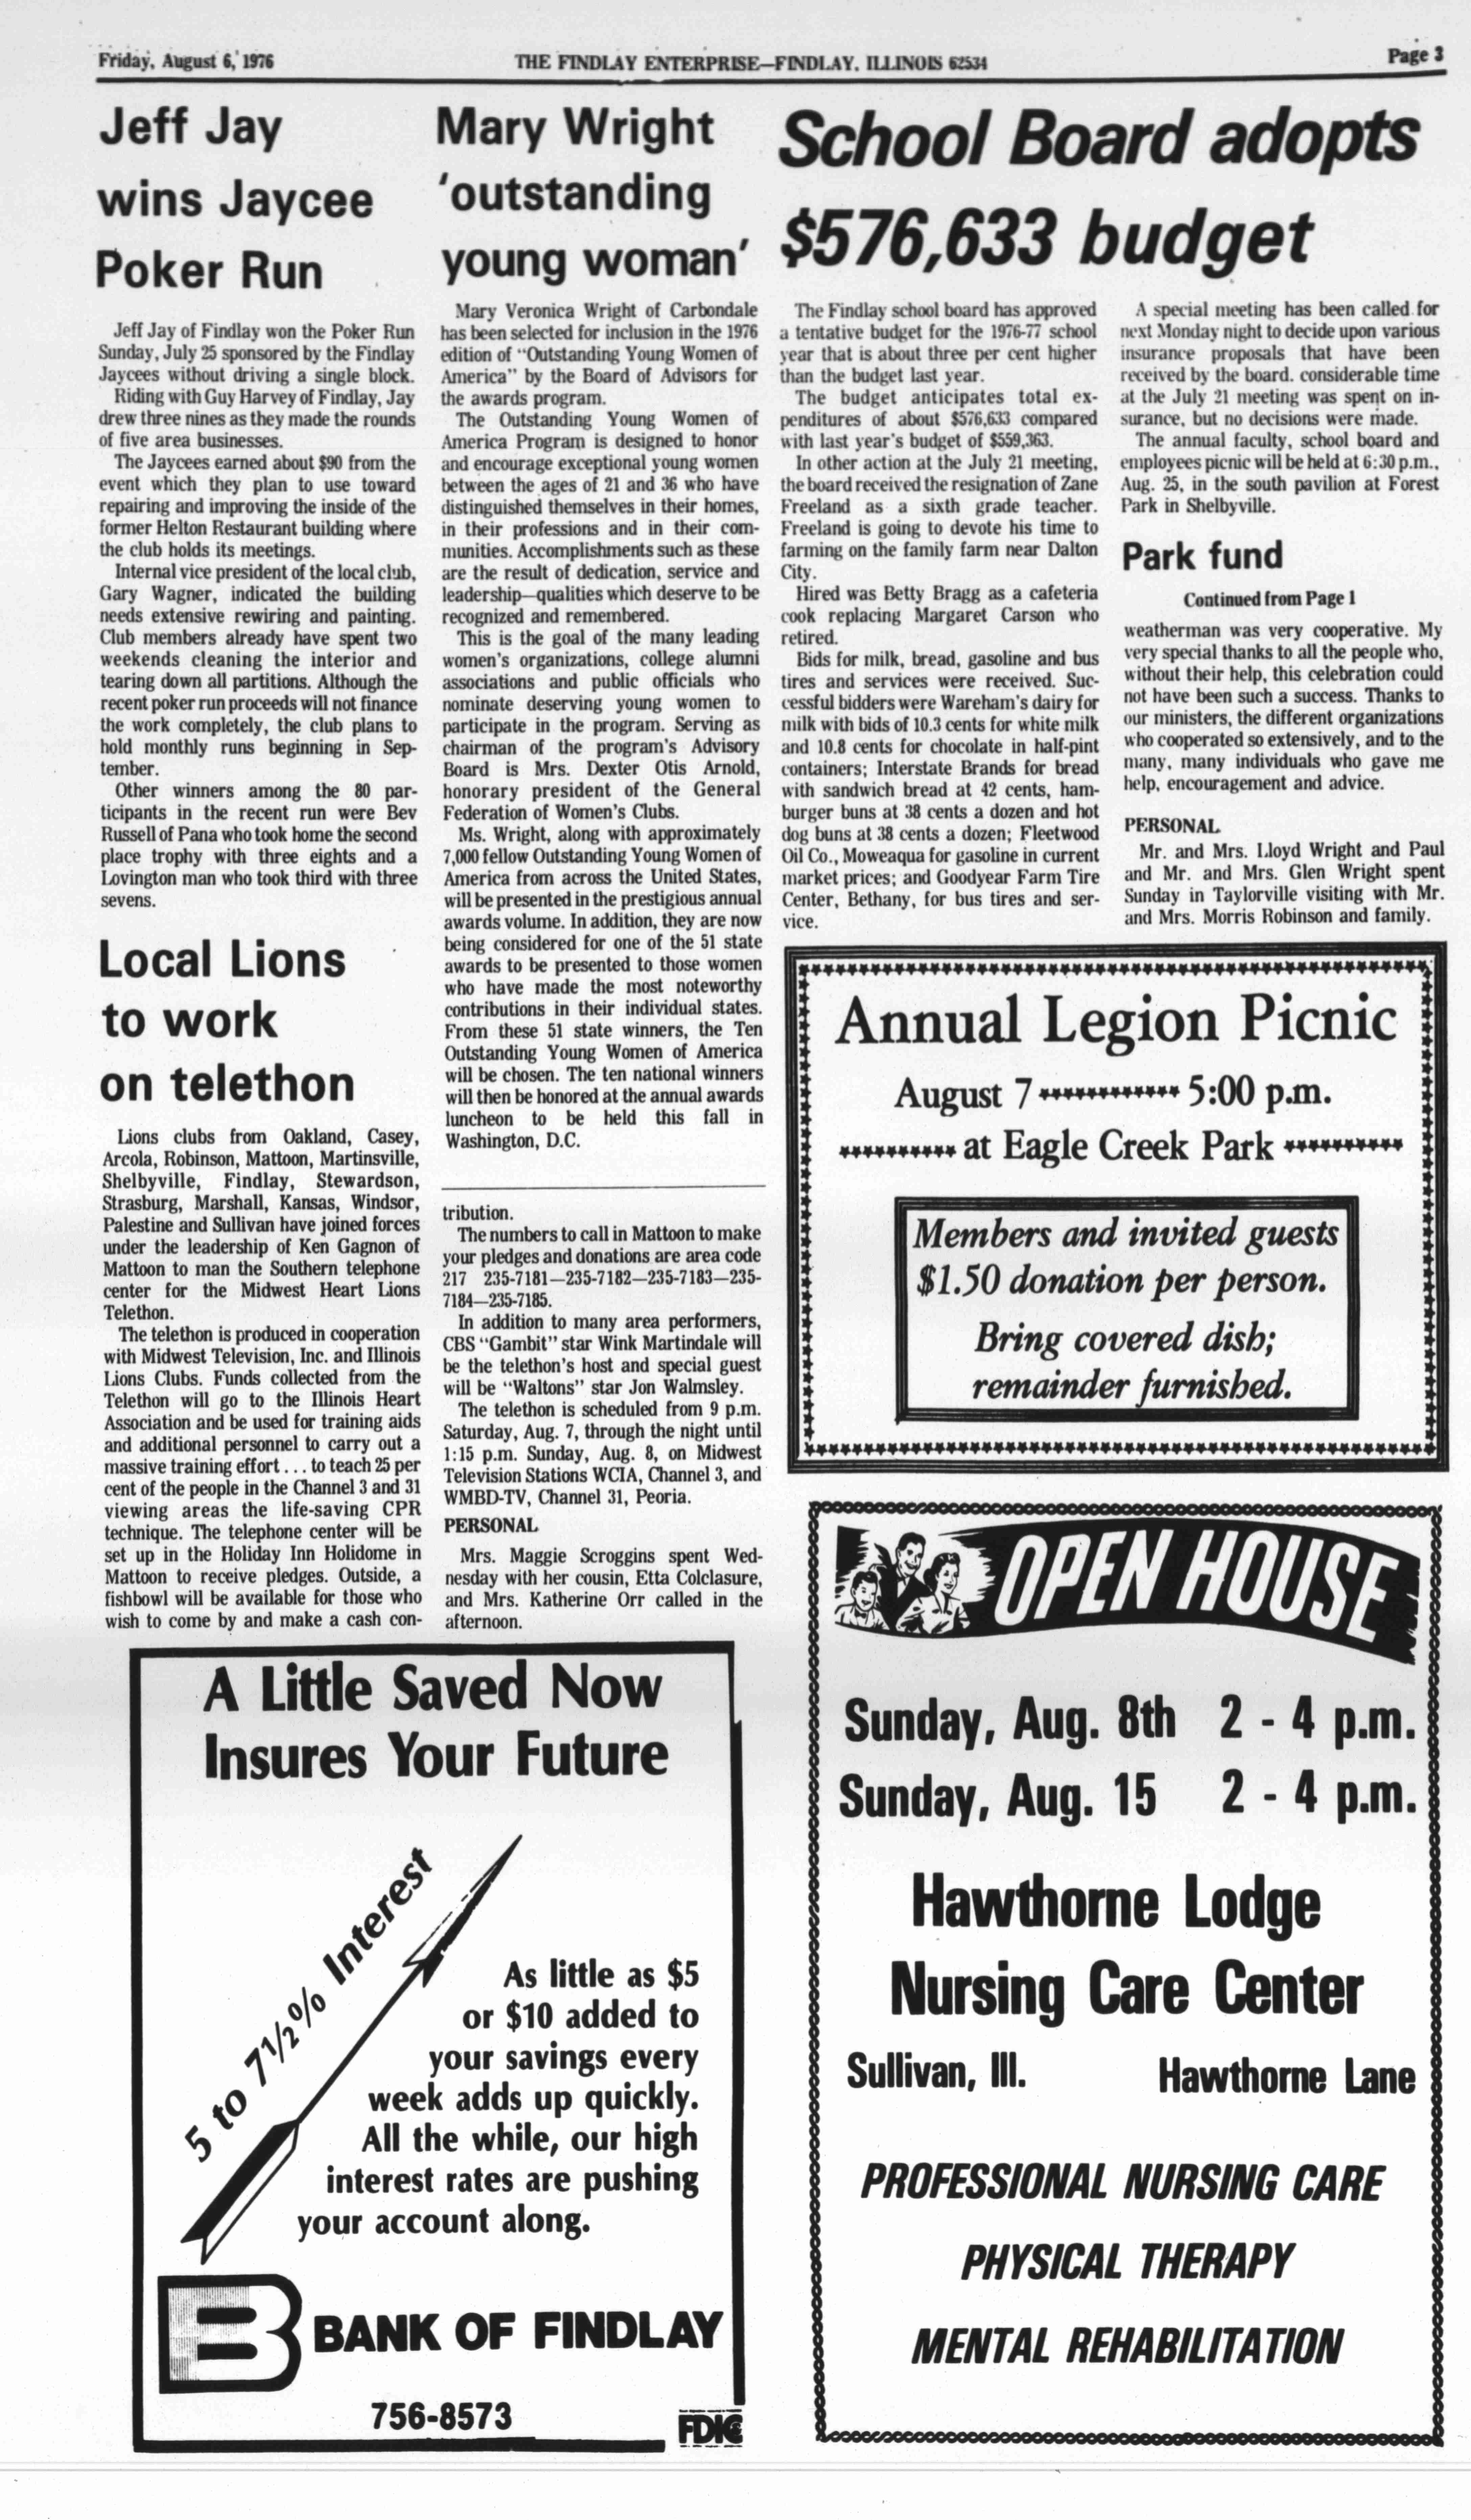 Friday, August 6, 1976
THE FINDLAY ENTERPRISE—FINDLAY, ILLINOIS 62534
Page 3
Jeff Jay
wins Jaycee
Poker Run
Jeff Jay of Findlay won the Poker Run
Sunday, July 25 sponsored by the Findlay
Jaycees without driving a single block.
Riding with Guy Harvey of Findlay, Jay
drew three nines as they made the rounds
of five area businesses.
The Jaycees earned about $90 from the
event which they plan to use toward
repairing and improving the inside of the
former Helton Restaurant building where
the club holds its meetings.
Internal vice president of the local club,
Gary Wagner, indicated the building
needs extensive rewiring and painting.
Club members already have spent two
weekends cleaning the interior and
tearing down all partitions. Although the
recent poker run proceeds will not finance
the work completely, the club plans to
hold monthly runs beginning in Sep-
tember.
Other winners among the 80 par-
ticipants in the recent run were Bev
Russell of Pana who took home the second
place trophy with three eights and a
Lovington man who took third with three
sevens.
Local Lions
to work
on telethon
Lions clubs from Oakland, Casey,
Arcola, Robinson, Mattoon, Martinsville,
Shelbyville, Findlay, Stewardson,
Strasburg, Marshall, Kansas, Windsor,
Palestine and Sullivan have joined forces
under the leadership of Ken Gagnon of
Mattoon to man the Southern telephone
center for the Midwest Heart Lions
Telethon.
The telethon is produced in cooperation
with Midwest Television, Inc. and Illinois
Lions Clubs. Funds collected from the
Telethon will go to the Illinois Heart
Association and be used for training aids
and additional personnel to carry out a
massive training effort . . . to teach 25 per
cent of the people in the Channel 3 and 31
viewing areas the life-saving CPR
technique. The telephone center will be
set up in the Holiday Inn Holidome in
Mattoon to receive pledges. Outside, a
fishbowl will be available for those who
wish to come by and make a cash con-
Mary Wright
'outstanding
young woman'
Mary Veronica Wright of Carbondale
has been selected for inclusion in the 1976
edition of "Outstanding Young Women of
America" by the Board of Advisors for
the awards program.
The Outstanding Young Women of
America Program is designed to honor
and encourage exceptional young women
between the ages of 21 and 36 who have
distinguished themselves in their homes,
in their professions and in their com-
munities. Accomplishments such as these
are the result of dedication, service and
leadership—qualities which deserve to be
recognized and remembered.
This is the goal of the many leading
women's organizations, college alumni
associations and public officials who
nominate deserving young women to
participate in the program. Serving as
chairman of the program's Advisory
Board is Mrs. Dexter Otis Arnold,
honorary president of the General
Federation of Women's Clubs.
Ms. Wright, along with approximately
7,000 fellow Outstanding Young Women of
America from across the United States,
will be presented in the prestigious annual
awards volume. In addition, they are now
being considered for one of the 51 state
awards to be presented to those women
who have made the most noteworthy
contributions in their individual states.
From these 51 state winners, the Ten
Outstanding Young Women of America
will be chosen. The ten national winners
will then be honored at the annual awards
luncheon to be held this fall in
Washington, D.C.
tribution.
The numbers to call in Mattoon to make
your pledges and donations are area code
217 235-7181—235-7182—235-7183—235-
7184—235-7185.
In addition to many area performers,
CBS "Gambit" star Wink Martindale will
be the telethon's host and special guest
will be "Waltons" star Jon Walmsley.
The telethon is scheduled from 9 p.m.
Saturday, Aug. 7, through the night until
1:15 p.m. Sunday, Aug. 8, on Midwest
Television Stations WCIA, Channel 3, and
WMBD-TV, Channel 31, Peoria.
PERSONAL
Mrs. Maggie Scroggins spent Wed-
nesday with her cousin, Etta Colclasure,
and Mrs. Katherine Orr called in the
afternoon.
School Board adopts
$576,633 budget
The Findlay school board has approved
a tentative budget for the 1976-77 school
year that is about three per cent higher
than the budget last year.
The budget anticipates total ex-
penditures of about $576,633 compared
with last year's budget of $559,363.
In other action at the July 21 meeting,
the board received the resignation of Zane
Freeland as a sixth grade teacher.
Freeland is going to devote his time to
farming on the family farm near Dalton
City.
Hired was Betty Bragg as a cafeteria
cook replacing Margaret Carson who
retired.
Bids for milk, bread, gasoline and bus
tires and services were received. Suc-
cessful bidders were Wareham's dairy for
milk with bids of 10.3 cents for white milk
and 10.8 cents for chocolate in half-pint
containers; Interstate Brands for bread
with sandwich bread at 42 cents, ham-
burger buns at 38 cents a dozen and hot
dog buns at 38 cents a dozen; Fleetwood
Oil Co., Moweaqua for gasoline in current
market prices; and Goodyear Farm Tire
Center, Bethany, for bus tires and ser-
vice.
A special meeting has been called for
next Monday night to decide upon various
insurance proposals that have been
received by the board. considerable time
at the July 21 meeting was spent on in-
surance, but no decisions were made.
The annual faculty, school board and
employees picnic will be held at 6:30 p.m.,
Aug. 25, in the south pavilion at Forest
Park in Shelbyville.
Park fund
Continued from Page 1
weatherman was very cooperative. My
very special thanks to all the people who,
without their help, this celebration could
not have been such a success. Thanks to
our ministers, the different organizations
who cooperated so extensively, and to the
many, many individuals who gave me
help, encouragement and advice.
PERSONAL
Mr. and Mrs. Lloyd Wright and Paul
and Mr. and Mrs. Glen Wright spent
Sunday in Taylorville visiting with Mr.
and Mrs. Morris Robinson and family.
Annual Legion Picnic
August 7 5:00 p.m.
at Eagle Creek Park
Members and invited guests
$1.50 donation per person.
Bring covered dish;
remainder furnished.
OPEN HOUSE
Sunday, Aug. 8th 2 - 4 p.m.
Sunday, Aug. 15 2 - 4 p.m.
Hawthorne Lodge
Nursing Care Center
Sullivan, Ill. Hawthorne Lane
PROFESSIONAL NURSING CARE
PHYSICAL THERAPY
MENTAL REHABILITATION
A Little Saved Now
Insures Your Future
5 to 7½% Interest
As little as $5
or $10 added to
your savings every
week adds up quickly.
All the while, our high
interest rates are pushing
your account along.
B BANK OF FINDLAY
756-8573
FDIC